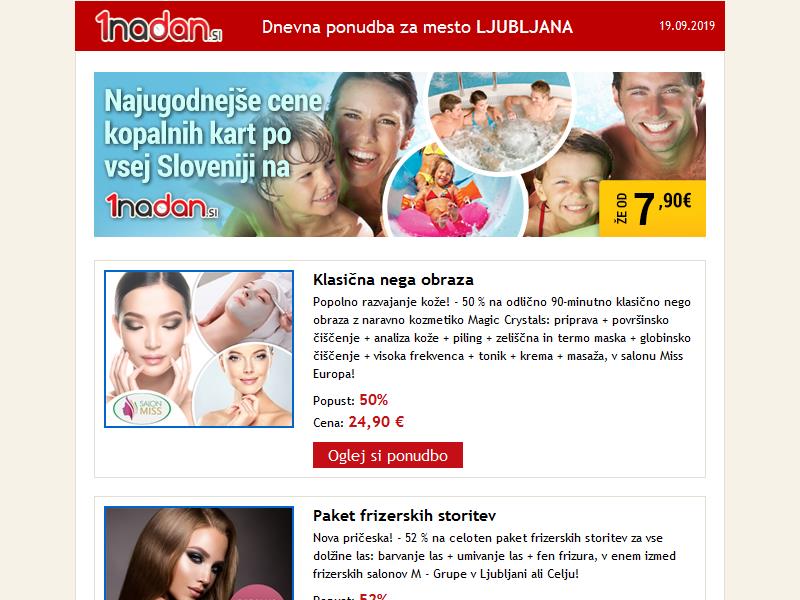 1nadan.SI
Dnevna ponudba za mesto LJUBLJANA
19.09.2019
Najugodnejše cene
kopalnih kart po
vsej Sloveniji na
1nadan.SI
ŽE OD 7,90€
Klasična nega obraza
Popolno razvajanje kože! - 50 % na odlično 90-minutno klasično nego
obraza z naravno kozmetiko Magic Crystals: priprava + površinsko
čiščenje + analiza kože + piling + zeliščna in termo maska + globinsko
čiščenje + visoka frekvenca + tonik + krema + masaža, v salonu Miss
Europa!
SALON
MISS
Popust: 50%
Cena: 24,90 €
Oglej si ponudbo
Paket frizerskih storitev
Nova pričeska! - 52 % na celoten paket frizerskih storitev za vse
dolžine las: barvanje las + umivanje las + fen frizura, v enem izmed
frizerskih salonov M - Grupe v Ljubljani ali Celju!
Popust: 52%